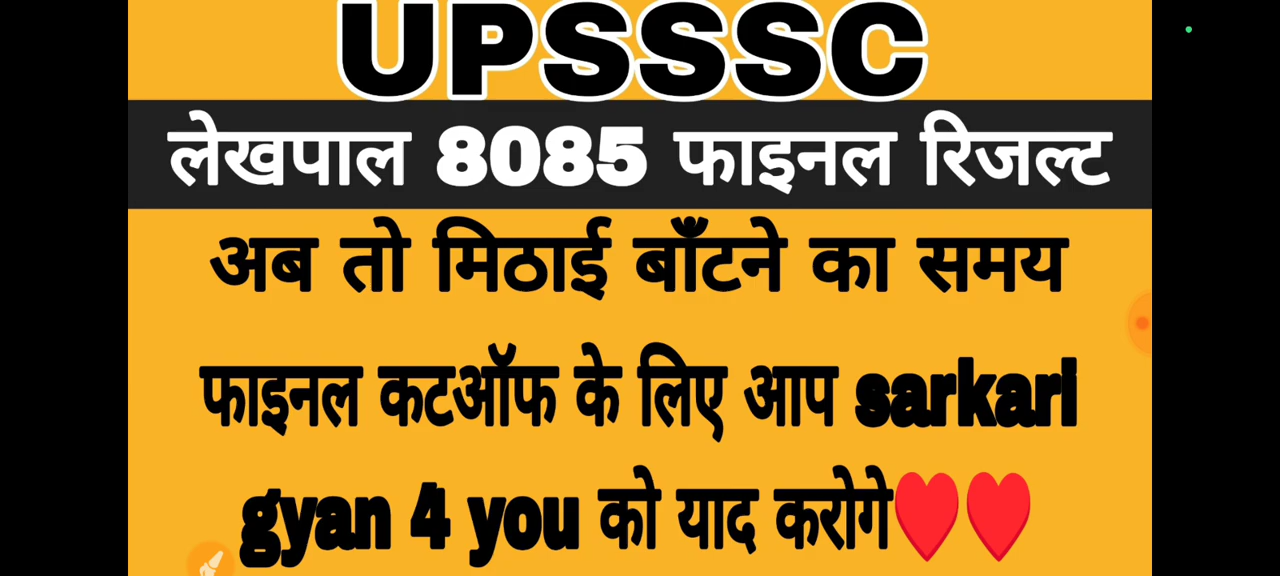 UPSSSC
लेखपाल 8085 फाइनल रिजल्ट
अब तो मिठाई बाँटने का समय
फाइनल कटऑफ के लिए आप sarkari
gyan 4 you को याद करोगे♥️♥️